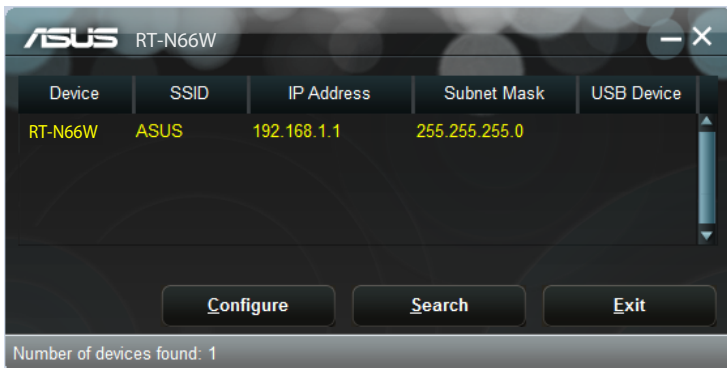 ASUS RT-N66W
Device SSID IP Address Subnet Mask USB Device
RT-N66W ASUS 192.168.1.1 255.255.255.0
Configure Search Exit
Number of devices found: 1